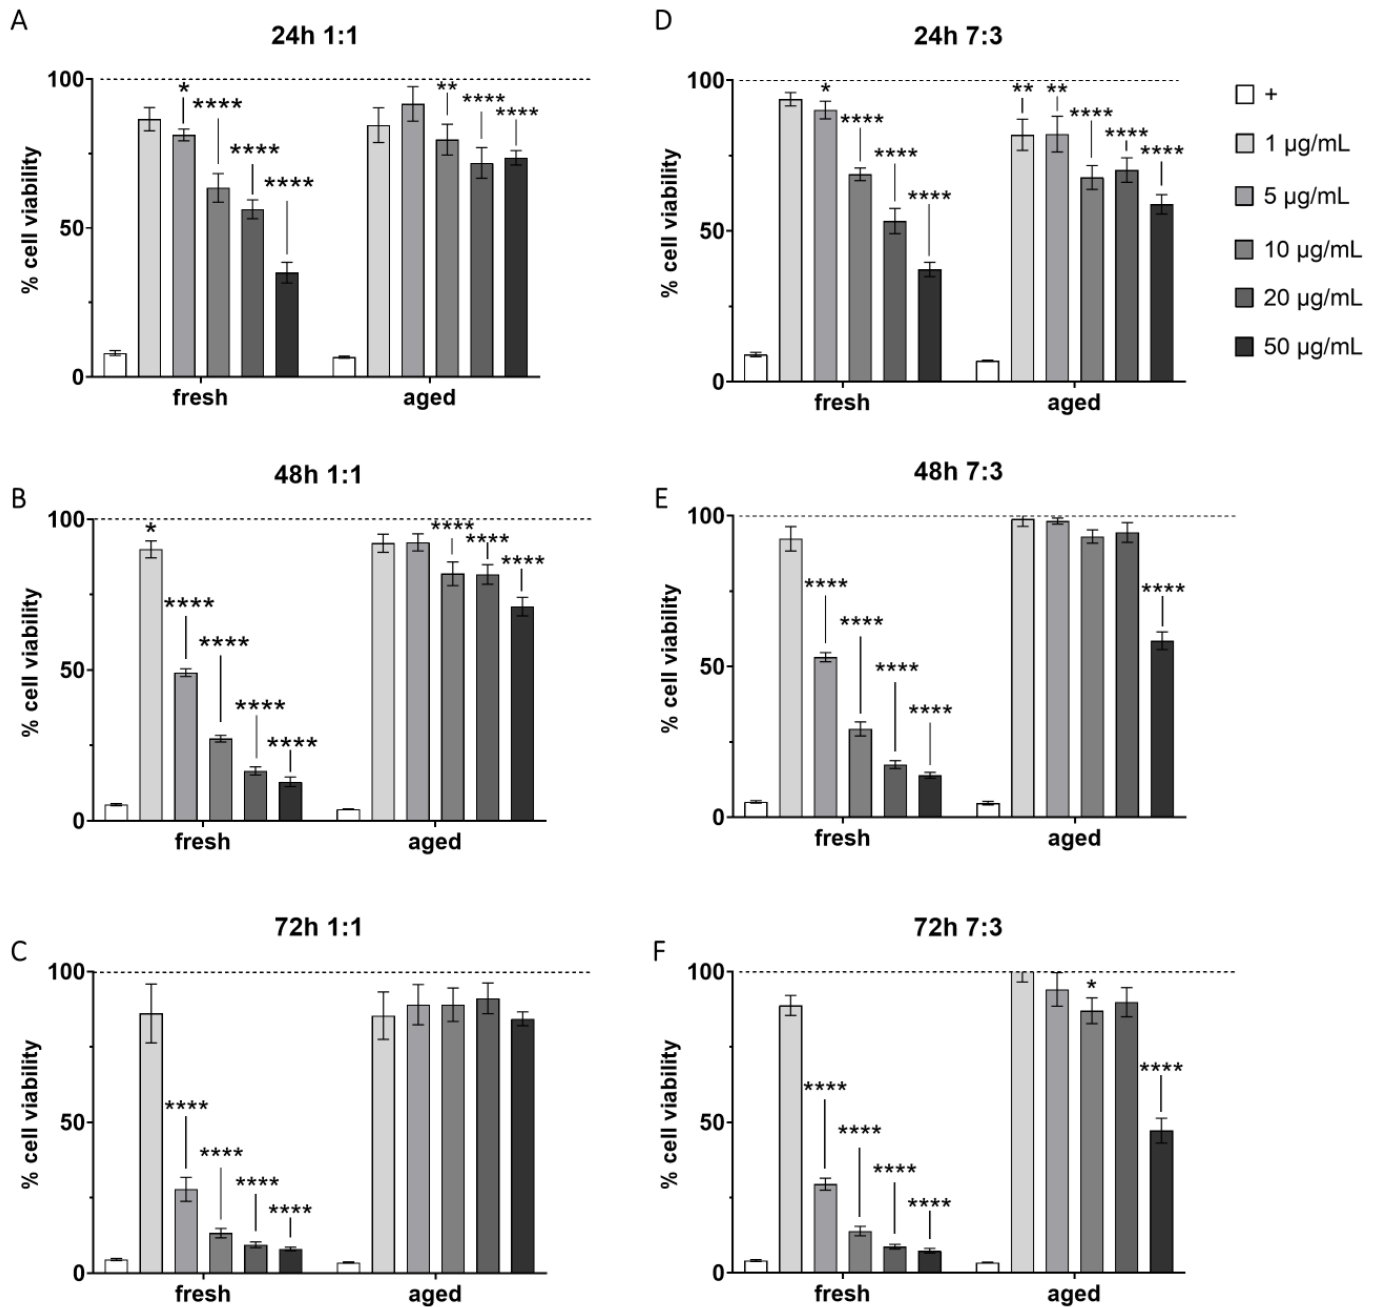 A
24h 1:1
% cell viability
100
50
0
* **** **** ****
** **** ****
fresh aged
D
24h 7:3
% cell viability
100
50
0
* **** **** ****
** ** **** **** ****
fresh aged
+
1 µg/mL
5 µg/mL
10 µg/mL
20 µg/mL
50 µg/mL
B
48h 1:1
% cell viability
100
50
0
* **** **** **** ****
**** **** ****
fresh aged
E
48h 7:3
% cell viability
100
50
0
**** **** **** ****
****
fresh aged
C
72h 1:1
% cell viability
100
50
0
**** **** **** ****
fresh aged
F
72h 7:3
% cell viability
100
50
0
**** **** **** ****
* ****
fresh aged